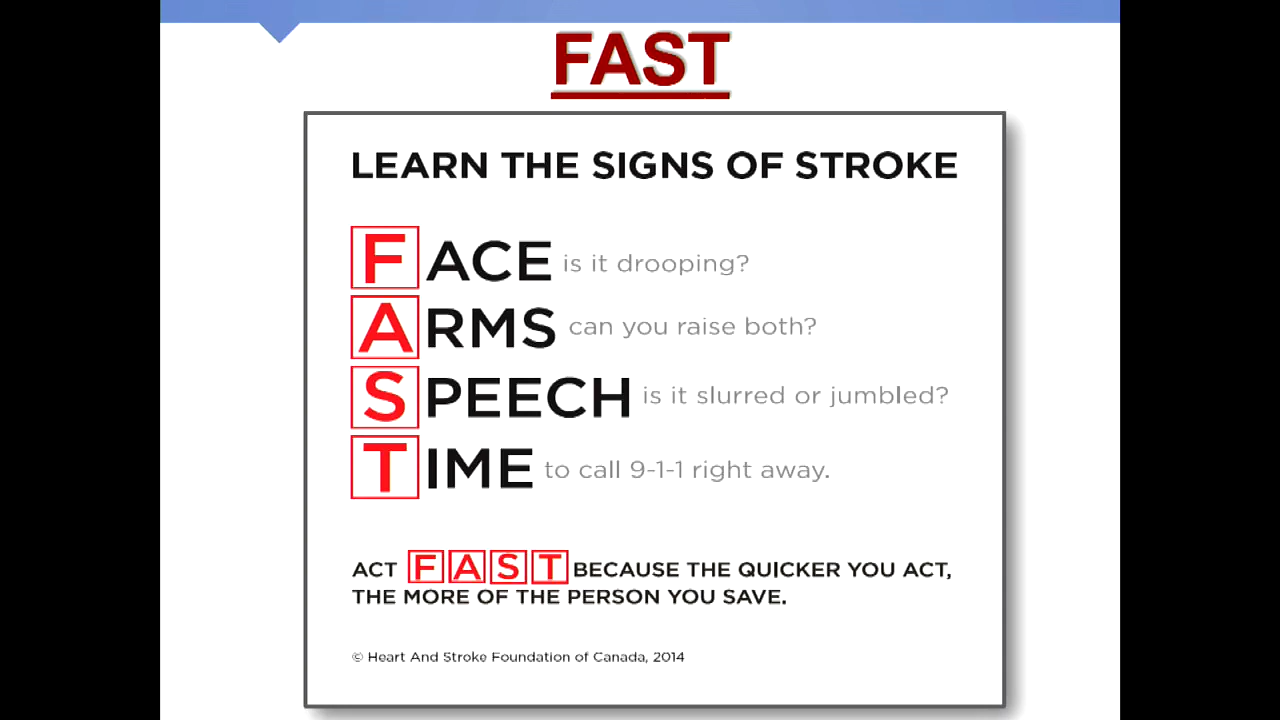 FAST
LEARN THE SIGNS OF STROKE
FACE is it drooping?
ARMS can you raise both?
SPEECH is it slurred or jumbled?
TIME to call 9-1-1 right away.
ACT FAST BECAUSE THE QUICKER YOU ACT,
THE MORE OF THE PERSON YOU SAVE.
© Heart And Stroke Foundation of Canada, 2014